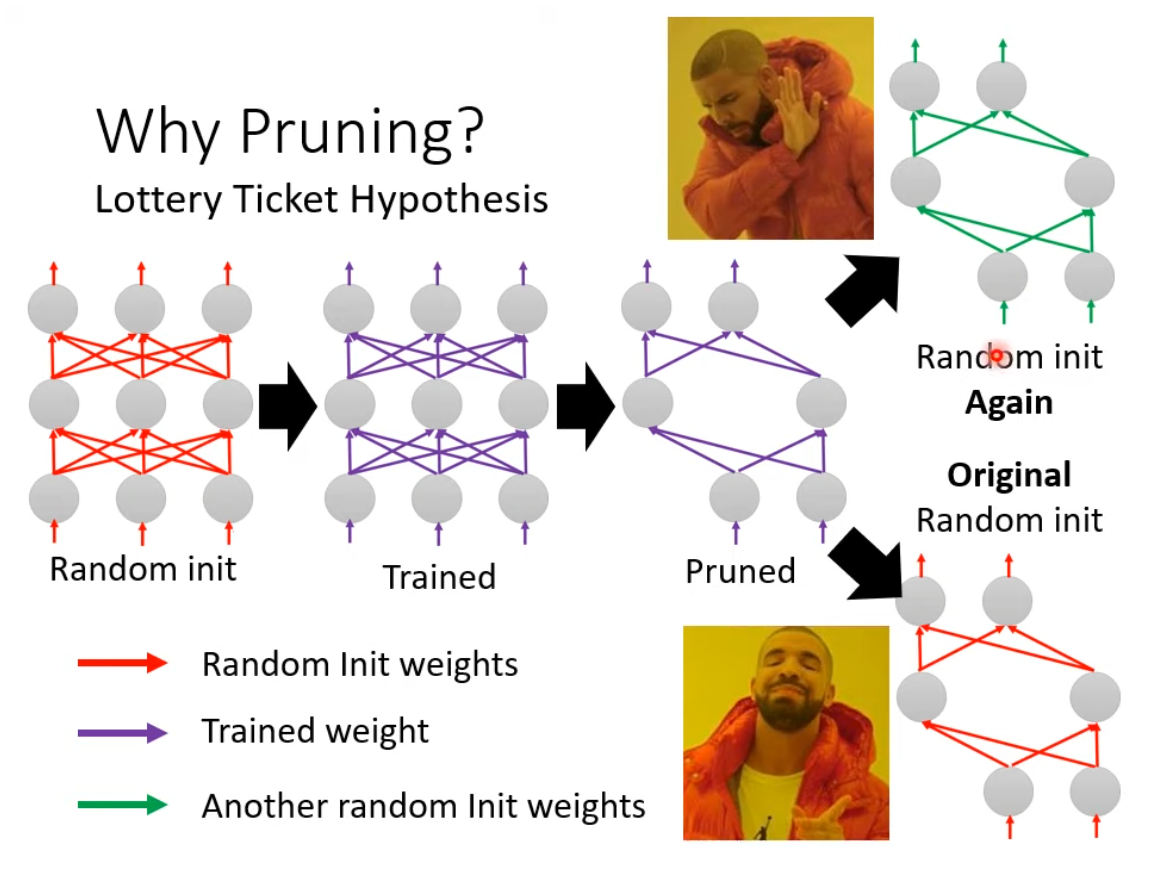 Why Pruning?
Lottery Ticket Hypothesis
Random init
Trained
Pruned
Random init
Again
Original
Random init
Random Init weights
Trained weight
Another random Init weights